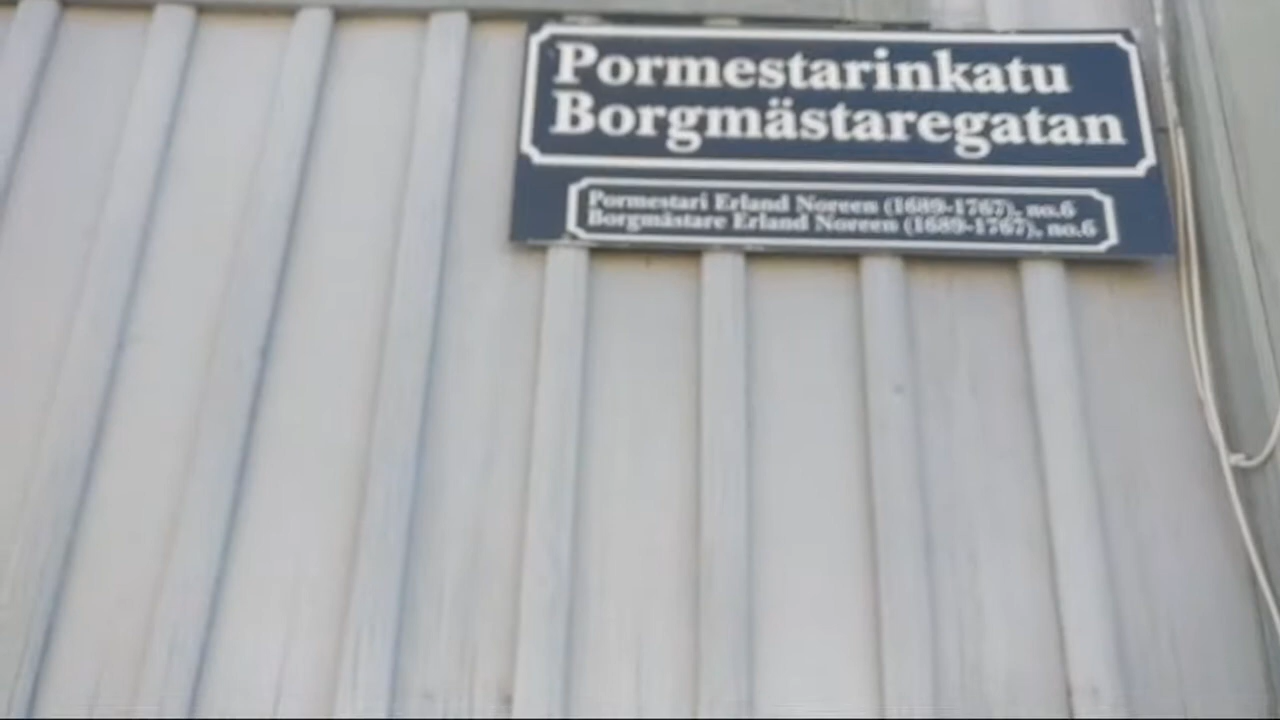 Pormestarinkatu
Borgmästaregatan
Pormestari Erland Noreen (1689-1767), no.6
Borgmästare Erland Noreen (1689-1767), no.6